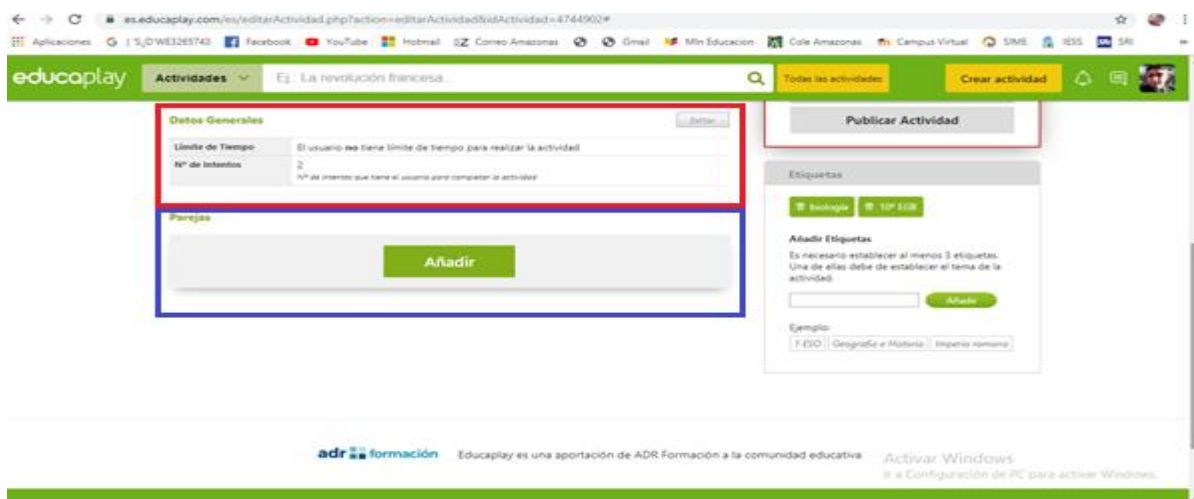 es.educaplay.com/es/editarActividad.php?action=editarActividad&idActividad=4744902#
Aplicaciones Facebook YouTube Hotmail Correo Amazonas Gmail Min Educacion Cole Amazonas Campus Virtual SIME IESS SRI
educaplay Actividades Ej.: La revolución francesa... Todas las actividades Crear actividad
Datos Generales Editar
Límite de Tiempo El usuario no tiene límite de tiempo para realizar la actividad
Nº de Intentos 2
Nº de intentos que tiene el usuario para completar la actividad
Parejas
Añadir
Publicar Actividad
Etiquetas
biología 10º EGB
Añadir Etiquetas
Es necesario establecer al menos 3 etiquetas.
Una de ellas debe de establecer el tema de la
actividad.
Añadir
Ejemplo:
1 ESO Geografía e Historia Imperio romano
adr formación Educaplay es una aportación de ADR Formación a la comunidad educativa
Activar Windows
Ir a Configuración de PC para activar Windows.